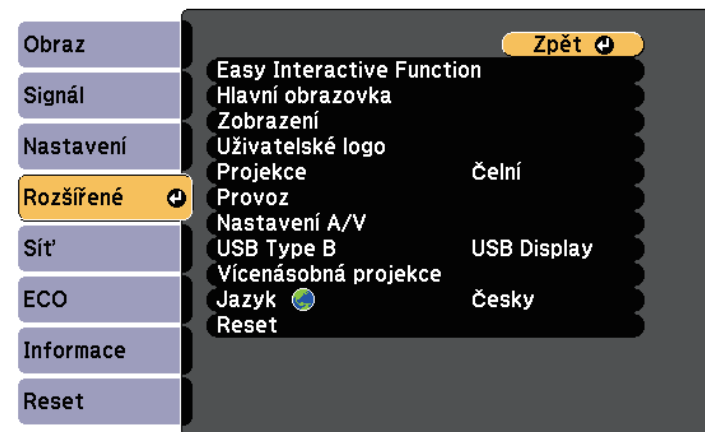 Obraz
Signál
Nastavení
Rozšířené
Síť
ECO
Informace
Reset
Zpět
Easy Interactive Function
Hlavní obrazovka
Zobrazení
Uživatelské logo
Projekce Čelní
Provoz
Nastavení A/V
USB Type B USB Display
Vícenásobná projekce
Jazyk Česky
Reset